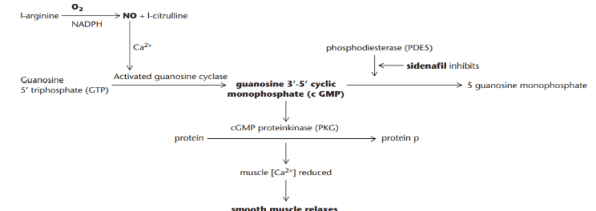 O₂
l-arginine NO + l-citrulline
NADPH
Ca²⁺
phosphodiesterase (PDE5)
sidenafil inhibits
Guanosine
5' triphosphate (GTP)
Activated guanosine cyclase
guanosine 3'-5' cyclic
monophosphate (c GMP)
5 guanosine monophosphate
cGMP proteinkinase (PKG)
protein protein p
muscle [Ca²⁺] reduced
smooth muscle relaxes